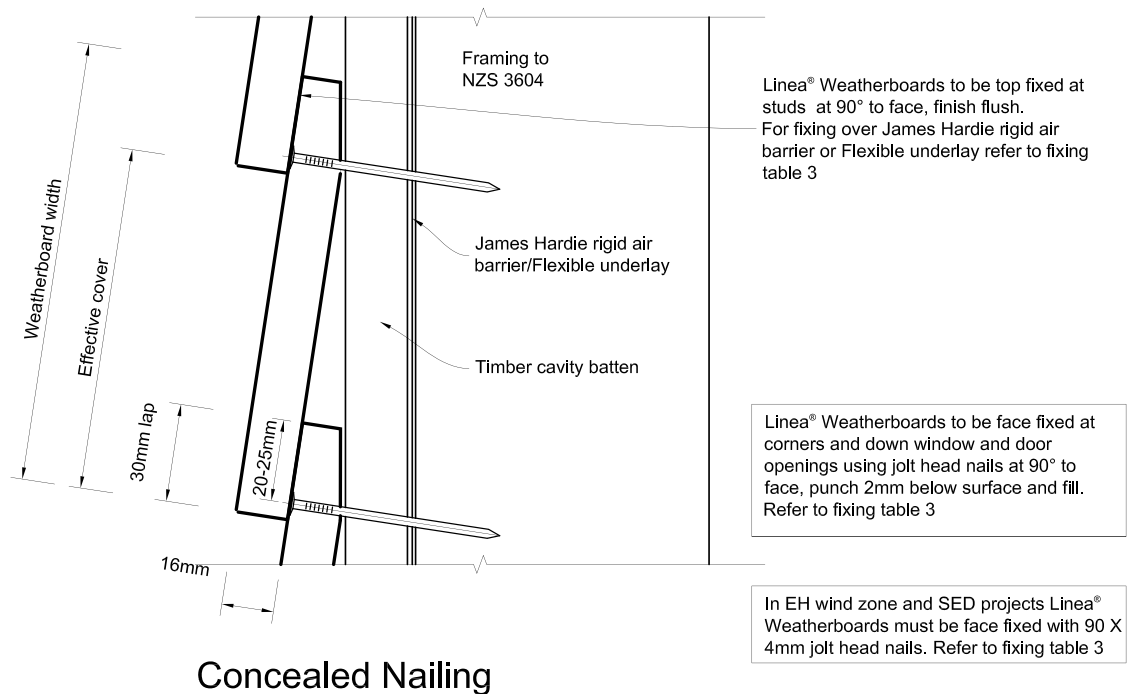 Framing to
NZS 3604
Linea® Weatherboards to be top fixed at
studs at 90° to face, finish flush.
For fixing over James Hardie rigid air
barrier or Flexible underlay refer to fixing
table 3
Weatherboard width
Effective cover
James Hardie rigid air
barrier/Flexible underlay
Timber cavity batten
30mm lap
20-25mm
Linea® Weatherboards to be face fixed at
corners and down window and door
openings using jolt head nails at 90° to
face, punch 2mm below surface and fill.
Refer to fixing table 3
16mm
In EH wind zone and SED projects Linea®
Weatherboards must be face fixed with 90 X
4mm jolt head nails. Refer to fixing table 3
Concealed Nailing